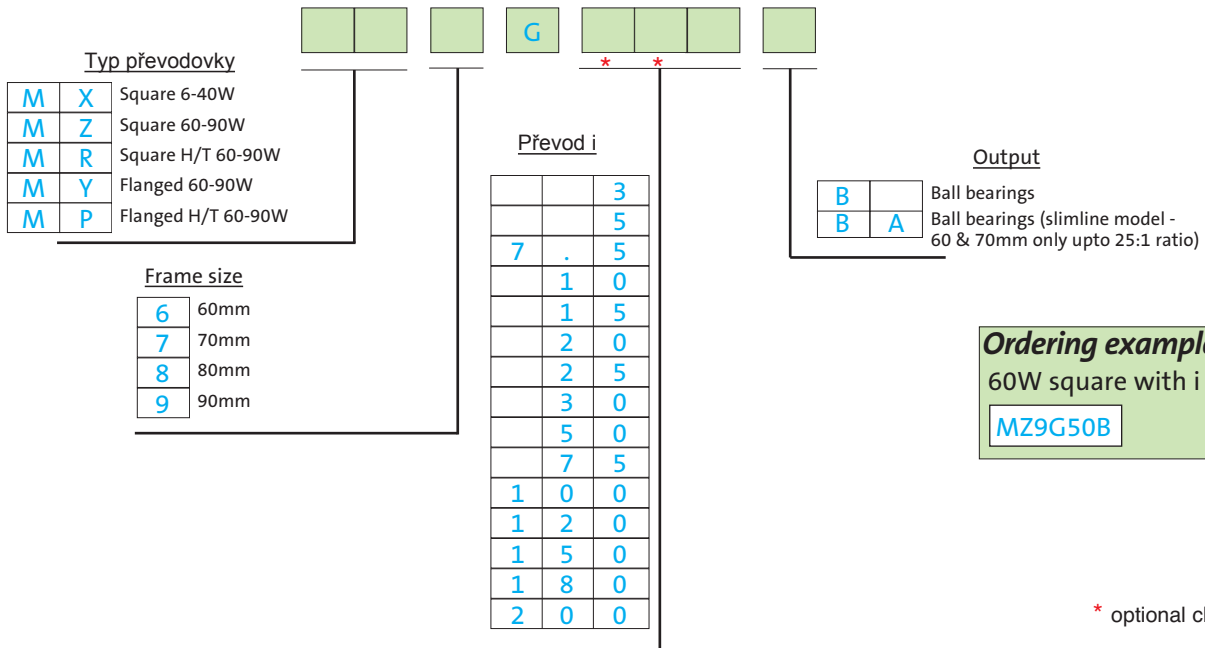 G
* *
Typ převodovky
M X Square 6-40W
M Z Square 60-90W
M R Square H/T 60-90W
M Y Flanged 60-90W
M P Flanged H/T 60-90W
Frame size
6 60mm
7 70mm
8 80mm
9 90mm
Převod i
3
5
7 . 5
1 0
1 5
2 0
2 5
3 0
5 0
7 5
1 0 0
1 2 0
1 5 0
1 8 0
2 0 0
Output
B Ball bearings
B A Ball bearings (slimline model -
60 & 70mm only upto 25:1 ratio)
Ordering example
60W square with i
MZ9G50B
* optional